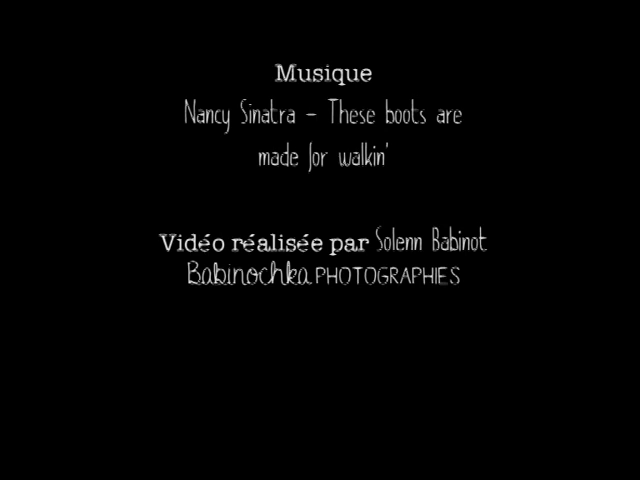 Musique
Nancy Sinatra - These boots are
made for walkin'
Vidéo réalisée par Solenn Babinot
Babinochka PHOTOGRAPHIES